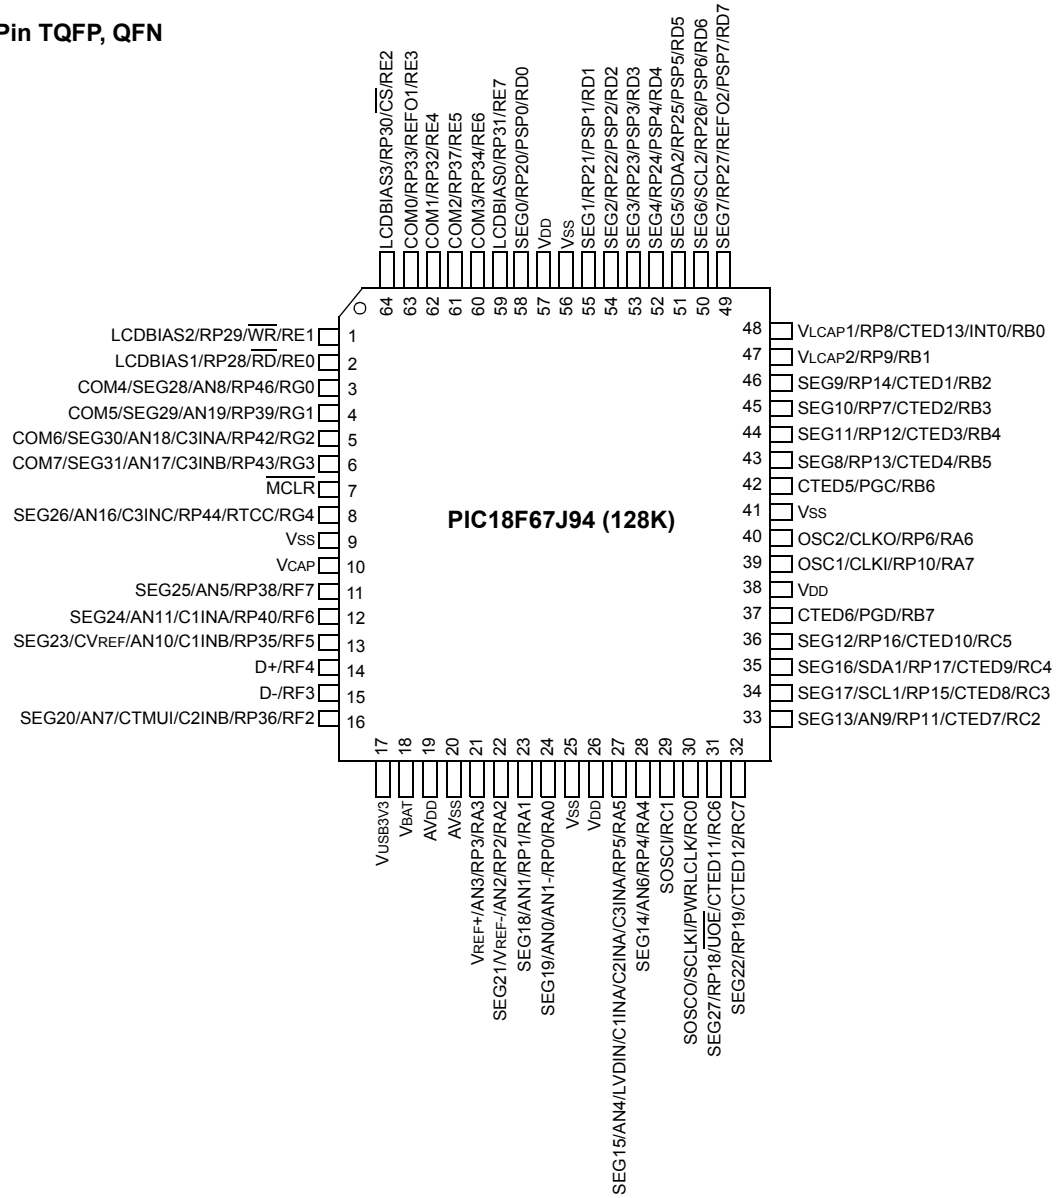 Pin TQFP, QFN
LCDBIAS3/RP30/CS/RE2
COM0/RP33/REFO1/RE3
COM1/RP32/RE4
COM2/RP37/RE5
COM3/RP34/RE6
LCDBIAS0/RP31/RE7
SEG0/RP20/PSP0/RD0
VDD
VSS
SEG1/RP21/PSP1/RD1
SEG2/RP22/PSP2/RD2
SEG3/RP23/PSP3/RD3
SEG4/RP24/PSP4/RD4
SEG5/SDA2/RP25/PSP5/RD5
SEG6/SCL2/RP26/PSP6/RD6
SEG7/RP27/REFO2/PSP7/RD7
64 63 62 61 60 59 58 57 56 55 54 53 52 51 50 49
LCDBIAS2/RP29/WR/RE1 1
LCDBIAS1/RP28/RD/RE0 2
COM4/SEG28/AN8/RP46/RG0 3
COM5/SEG29/AN19/RP39/RG1 4
COM6/SEG30/AN18/C3INA/RP42/RG2 5
COM7/SEG31/AN17/C3INB/RP43/RG3 6
MCLR 7
SEG26/AN16/C3INC/RP44/RTCC/RG4 8
VSS 9
VCAP 10
SEG25/AN5/RP38/RF7 11
SEG24/AN11/C1INA/RP40/RF6 12
SEG23/CVREF/AN10/C1INB/RP35/RF5 13
D+/RF4 14
D-/RF3 15
SEG20/AN7/CTMUI/C2INB/RP36/RF2 16
PIC18F67J94 (128K)
48 VLCAP1/RP8/CTED13/INT0/RB0
47 VLCAP2/RP9/RB1
46 SEG9/RP14/CTED1/RB2
45 SEG10/RP7/CTED2/RB3
44 SEG11/RP12/CTED3/RB4
43 SEG8/RP13/CTED4/RB5
42 CTED5/PGC/RB6
41 VSS
40 OSC2/CLKO/RP6/RA6
39 OSC1/CLKI/RP10/RA7
38 VDD
37 CTED6/PGD/RB7
36 SEG12/RP16/CTED10/RC5
35 SEG16/SDA1/RP17/CTED9/RC4
34 SEG17/SCL1/RP15/CTED8/RC3
33 SEG13/AN9/RP11/CTED7/RC2
17 18 19 20 21 22 23 24 25 26 27 28 29 30 31 32
VUSB3V3
VBAT
AVDD
AVSS
VREF+/AN3/RP3/RA3
SEG21/VREF-/AN2/RP2/RA2
SEG18/AN1/RP1/RA1
SEG19/AN0/AN1-/RP0/RA0
VSS
VDD
SEG15/AN4/LVDIN/C1INA/C2INA/C3INA/RP5/RA5
SEG14/AN6/RP4/RA4
SOSCI/RC1
SOSCO/SCLKI/PWRLCLK/RC0
SEG27/RP18/UOE/CTED11/RC6
SEG22/RP19/CTED12/RC7